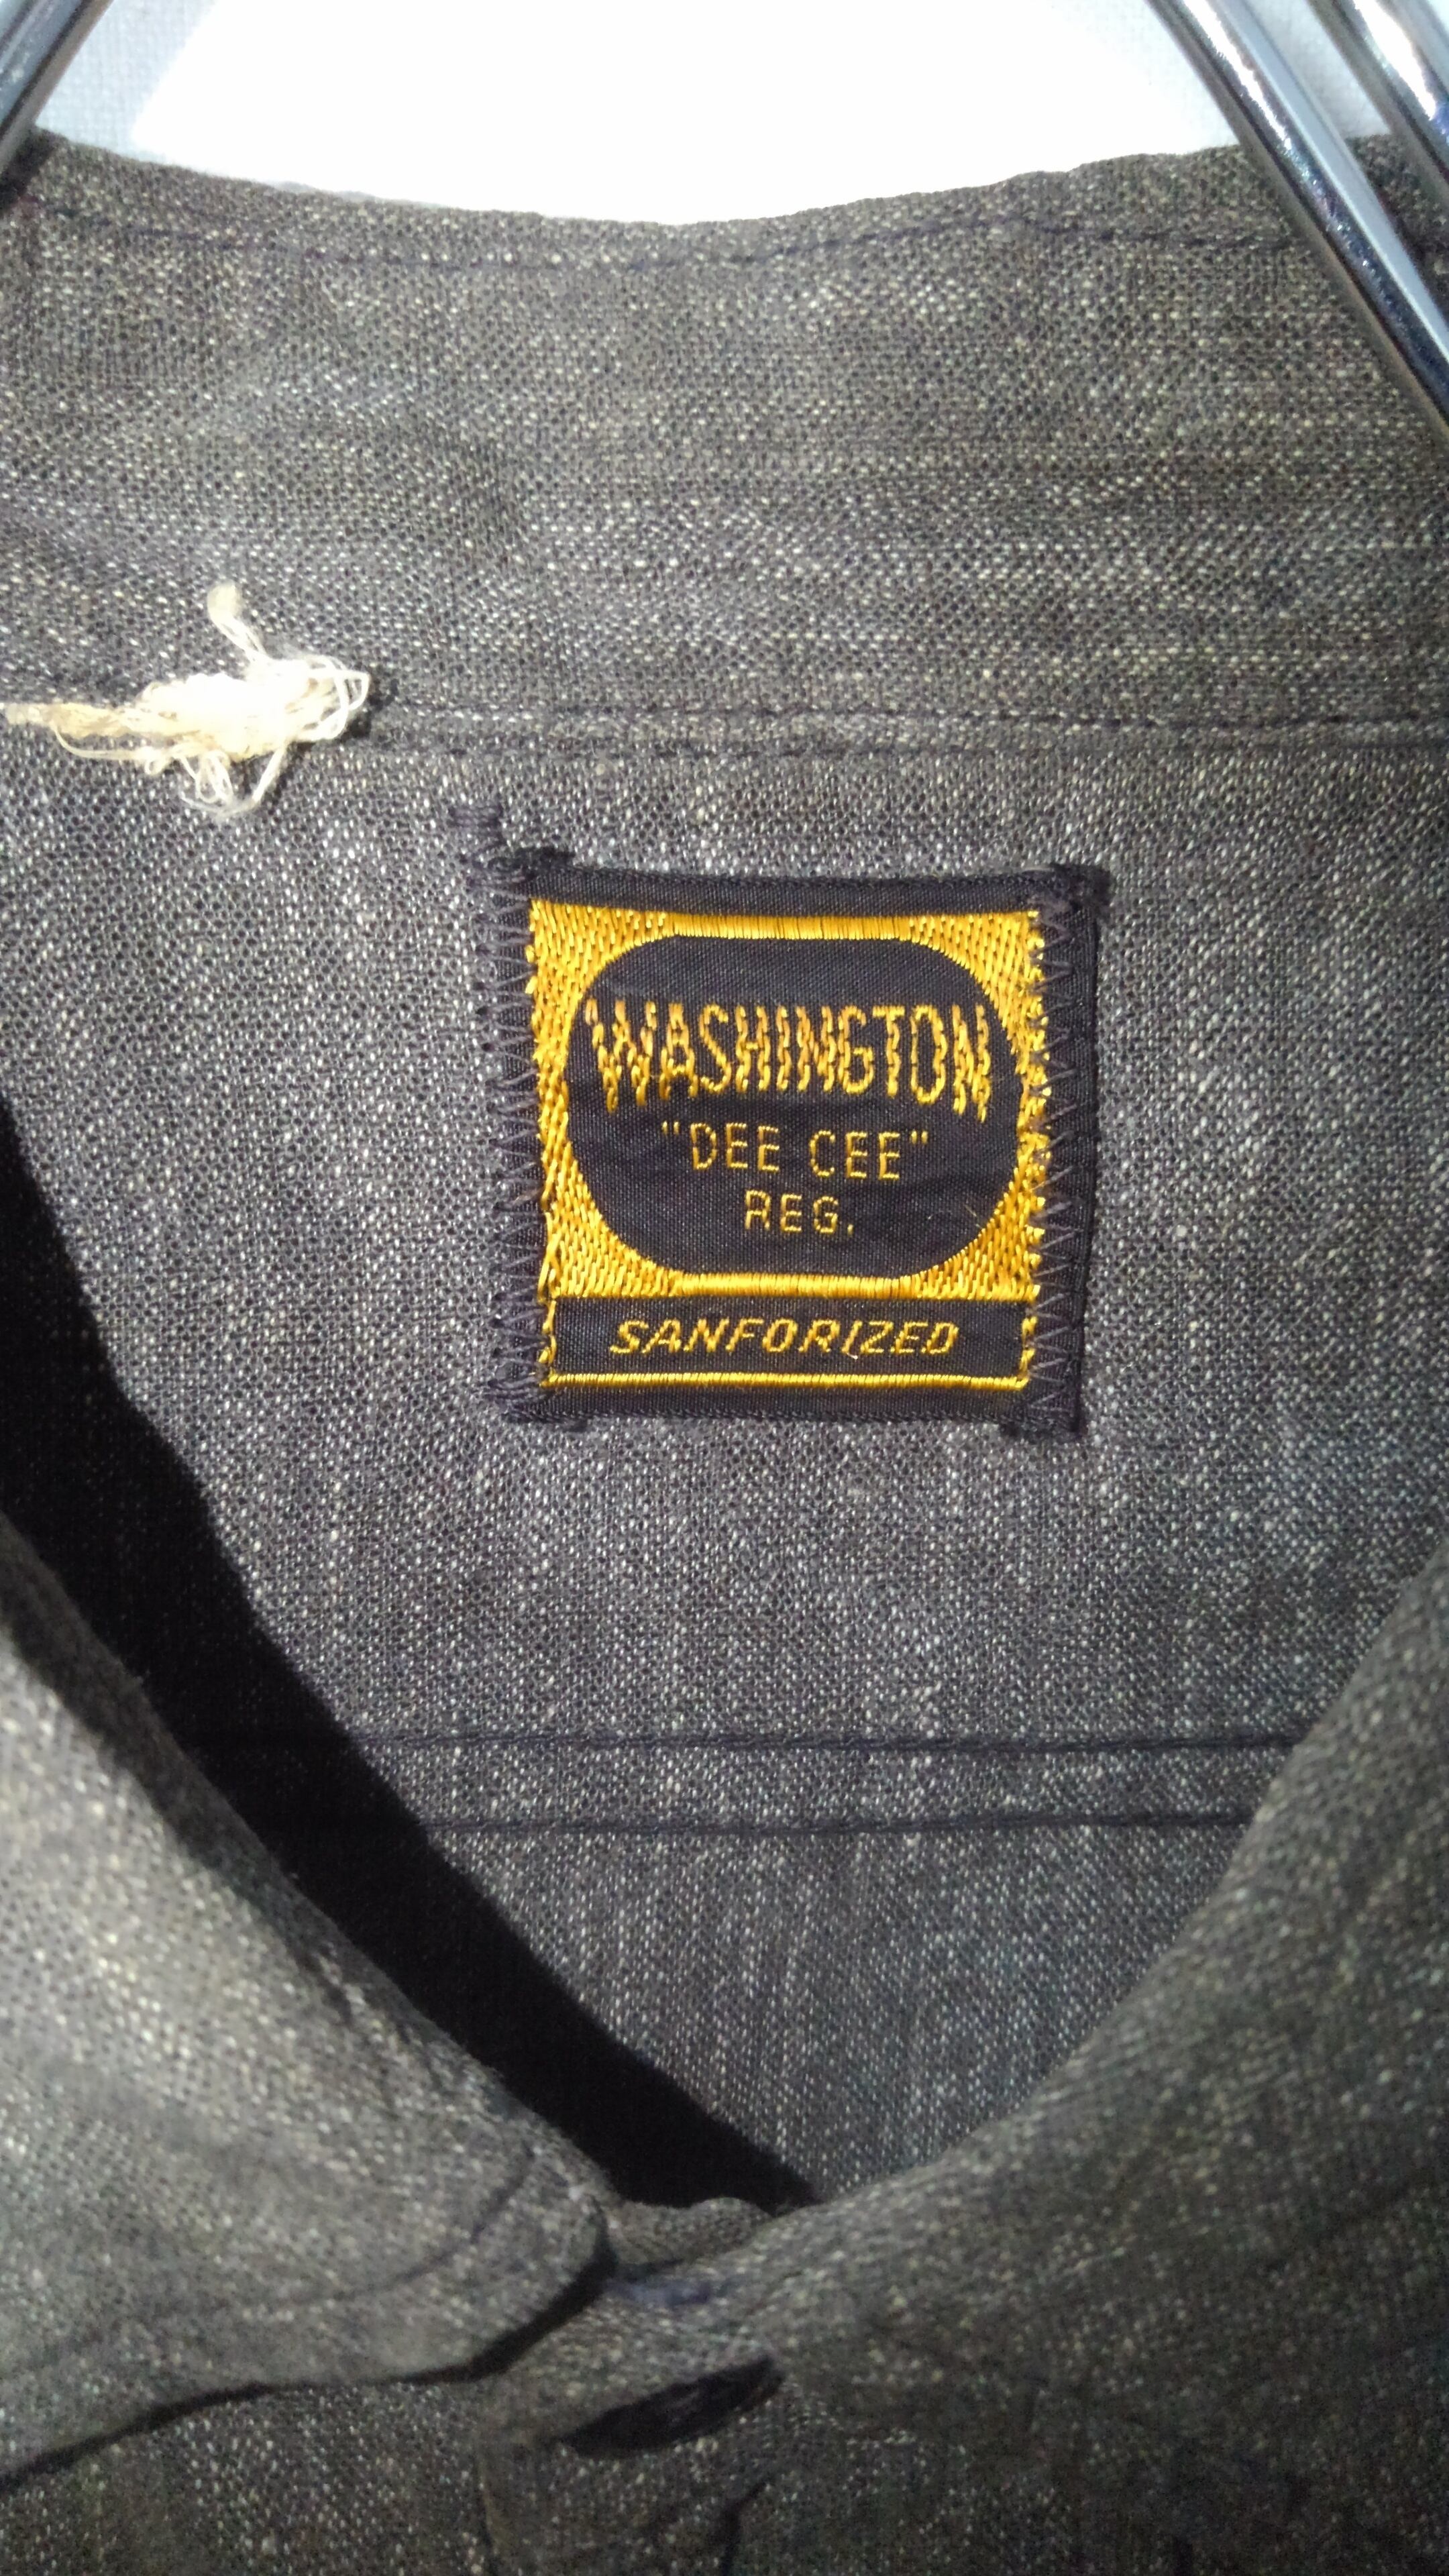 WASHINGTON
"DEE CEE"
REG.
SANFORIZED